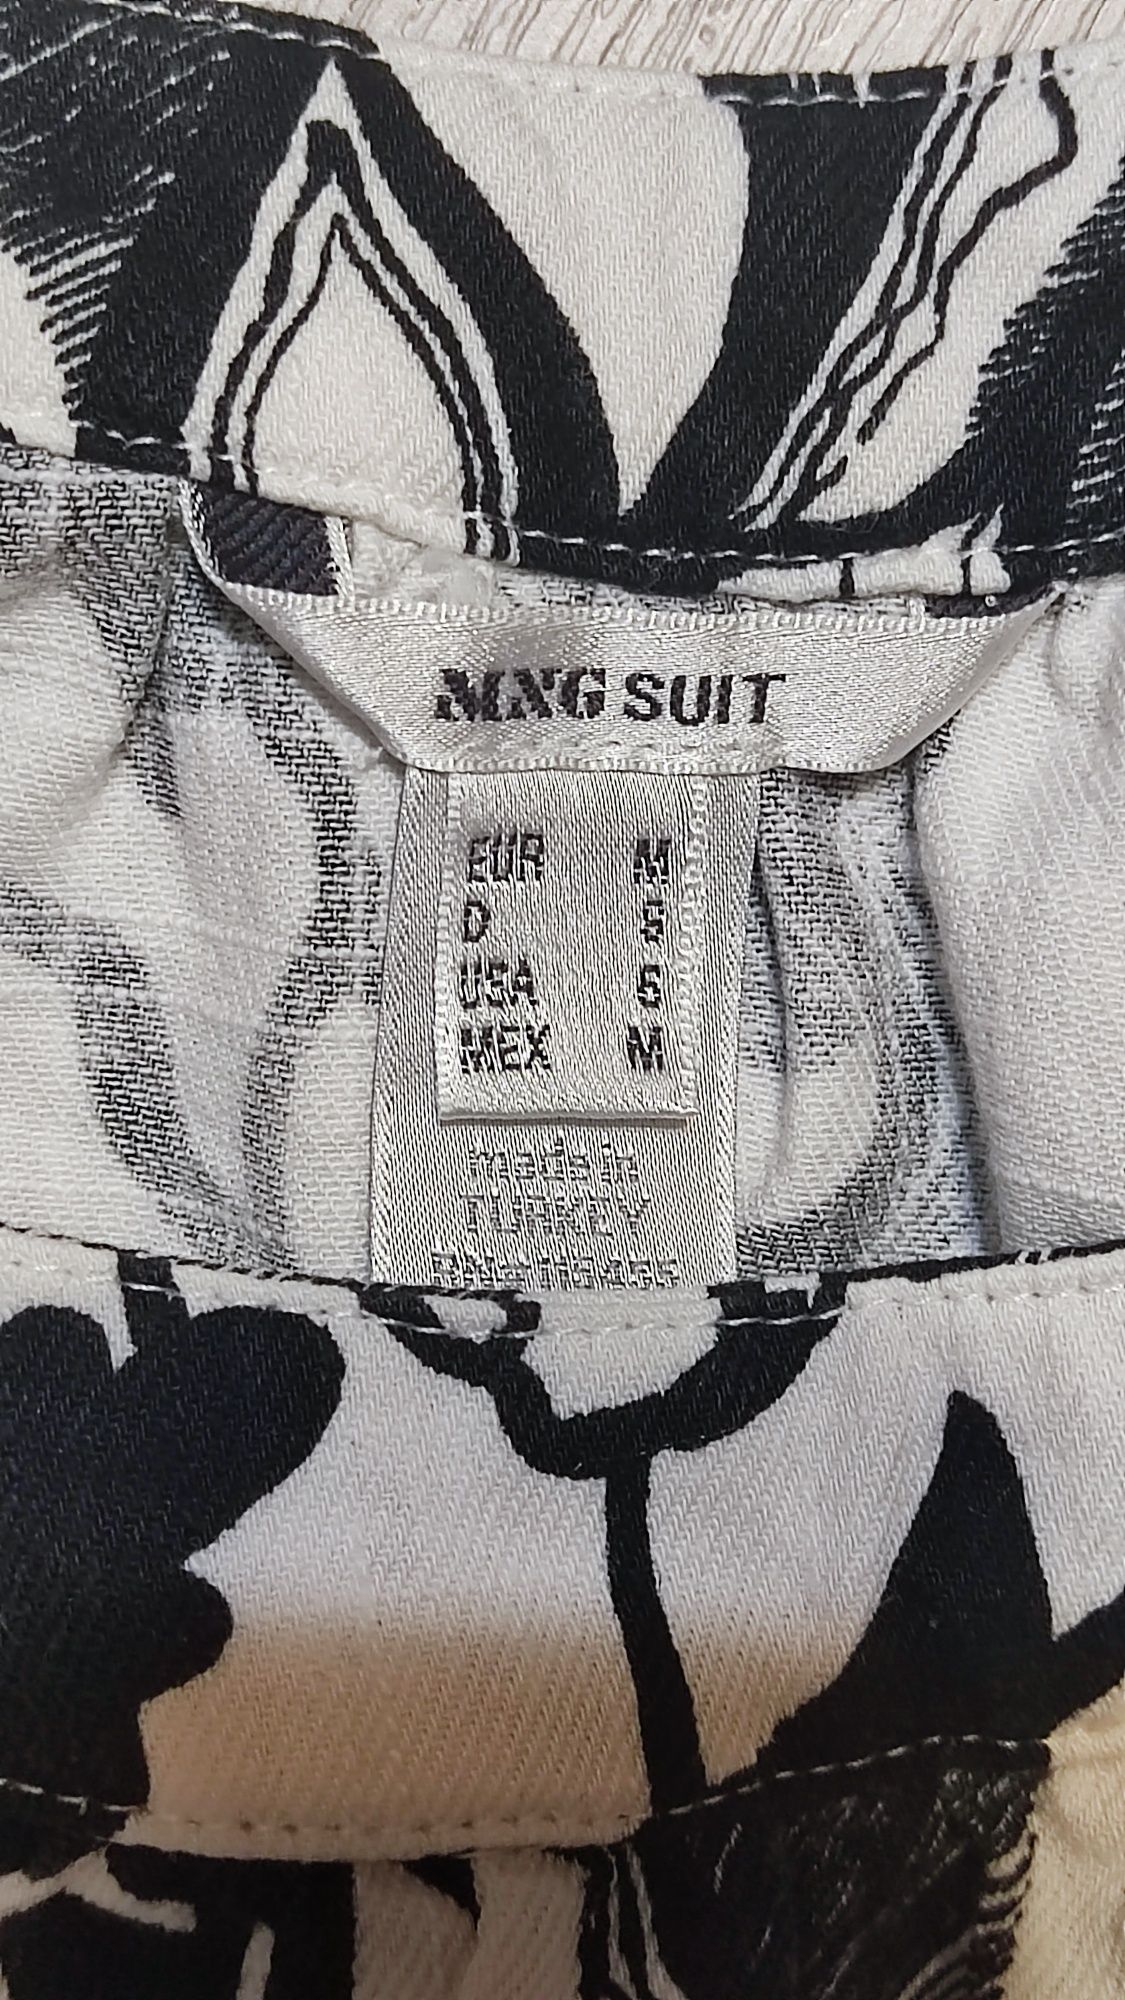 MNG SUIT
EUR M
D S
USA 6
MEX M
made in
TURKEY